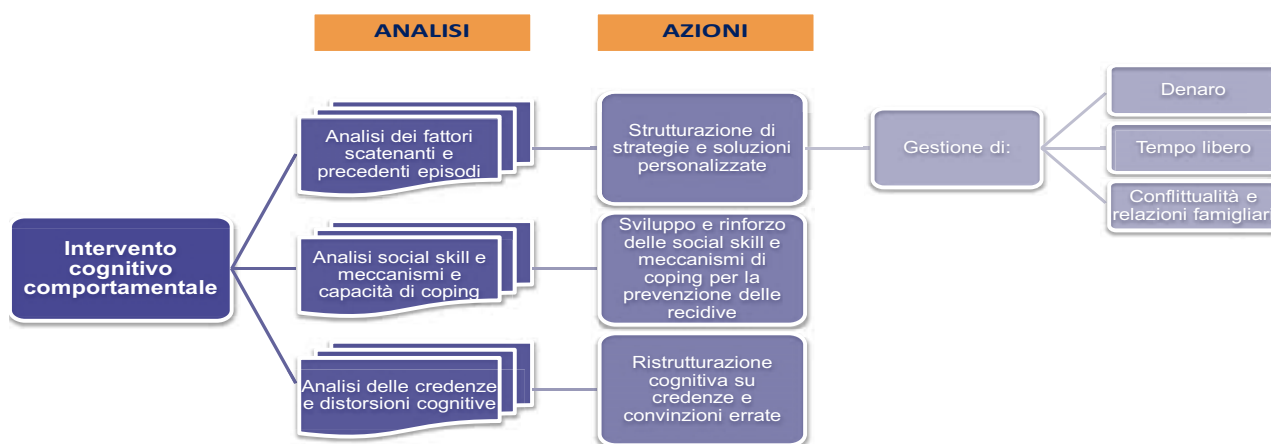 ANALISI
AZIONI
Intervento
cognitivo
comportamentale
Analisi dei fattori
scatenanti e
precedenti episodi
Strutturazione di
strategie e soluzioni
personalizzate
Gestione di:
Denaro
Tempo libero
Conflittualità e
relazioni famigliari
Analisi social skill e
meccanismi e
capacità di coping
Sviluppo e rinforzo
delle social skill e
meccanismi di
coping per la
prevenzione delle
recidive
Analisi delle credenze
e distorsioni cognitive
Ristrutturazione
cognitiva su
credenze e
convinzioni errate